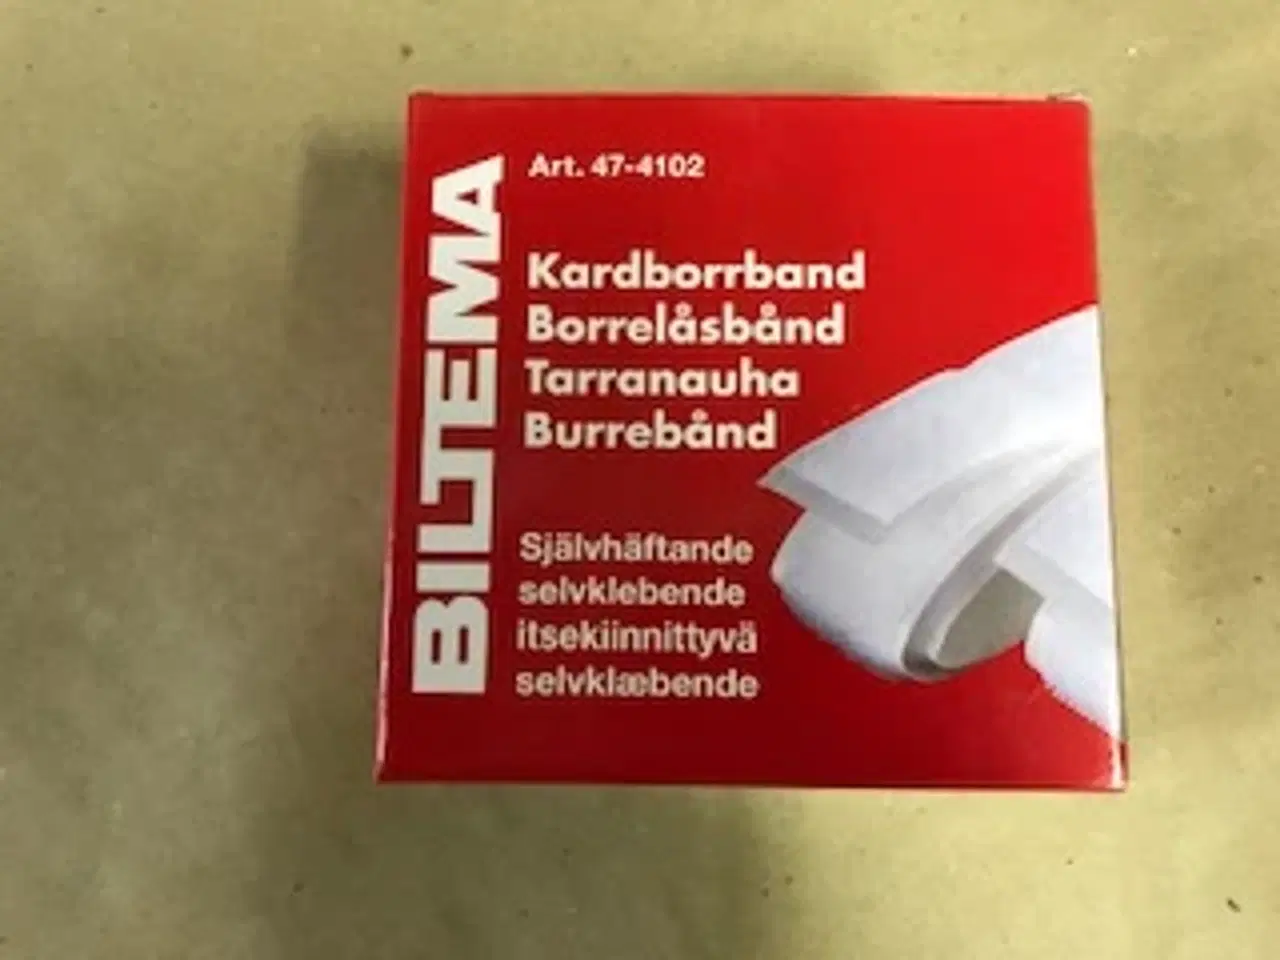 BILTEMA
Art. 47-4102
Kardborrband
Borrelåsbånd
Tarranauha
Burrebånd
Självhäftande
selvklebende
itsekiinnittyvä
selvklæbende